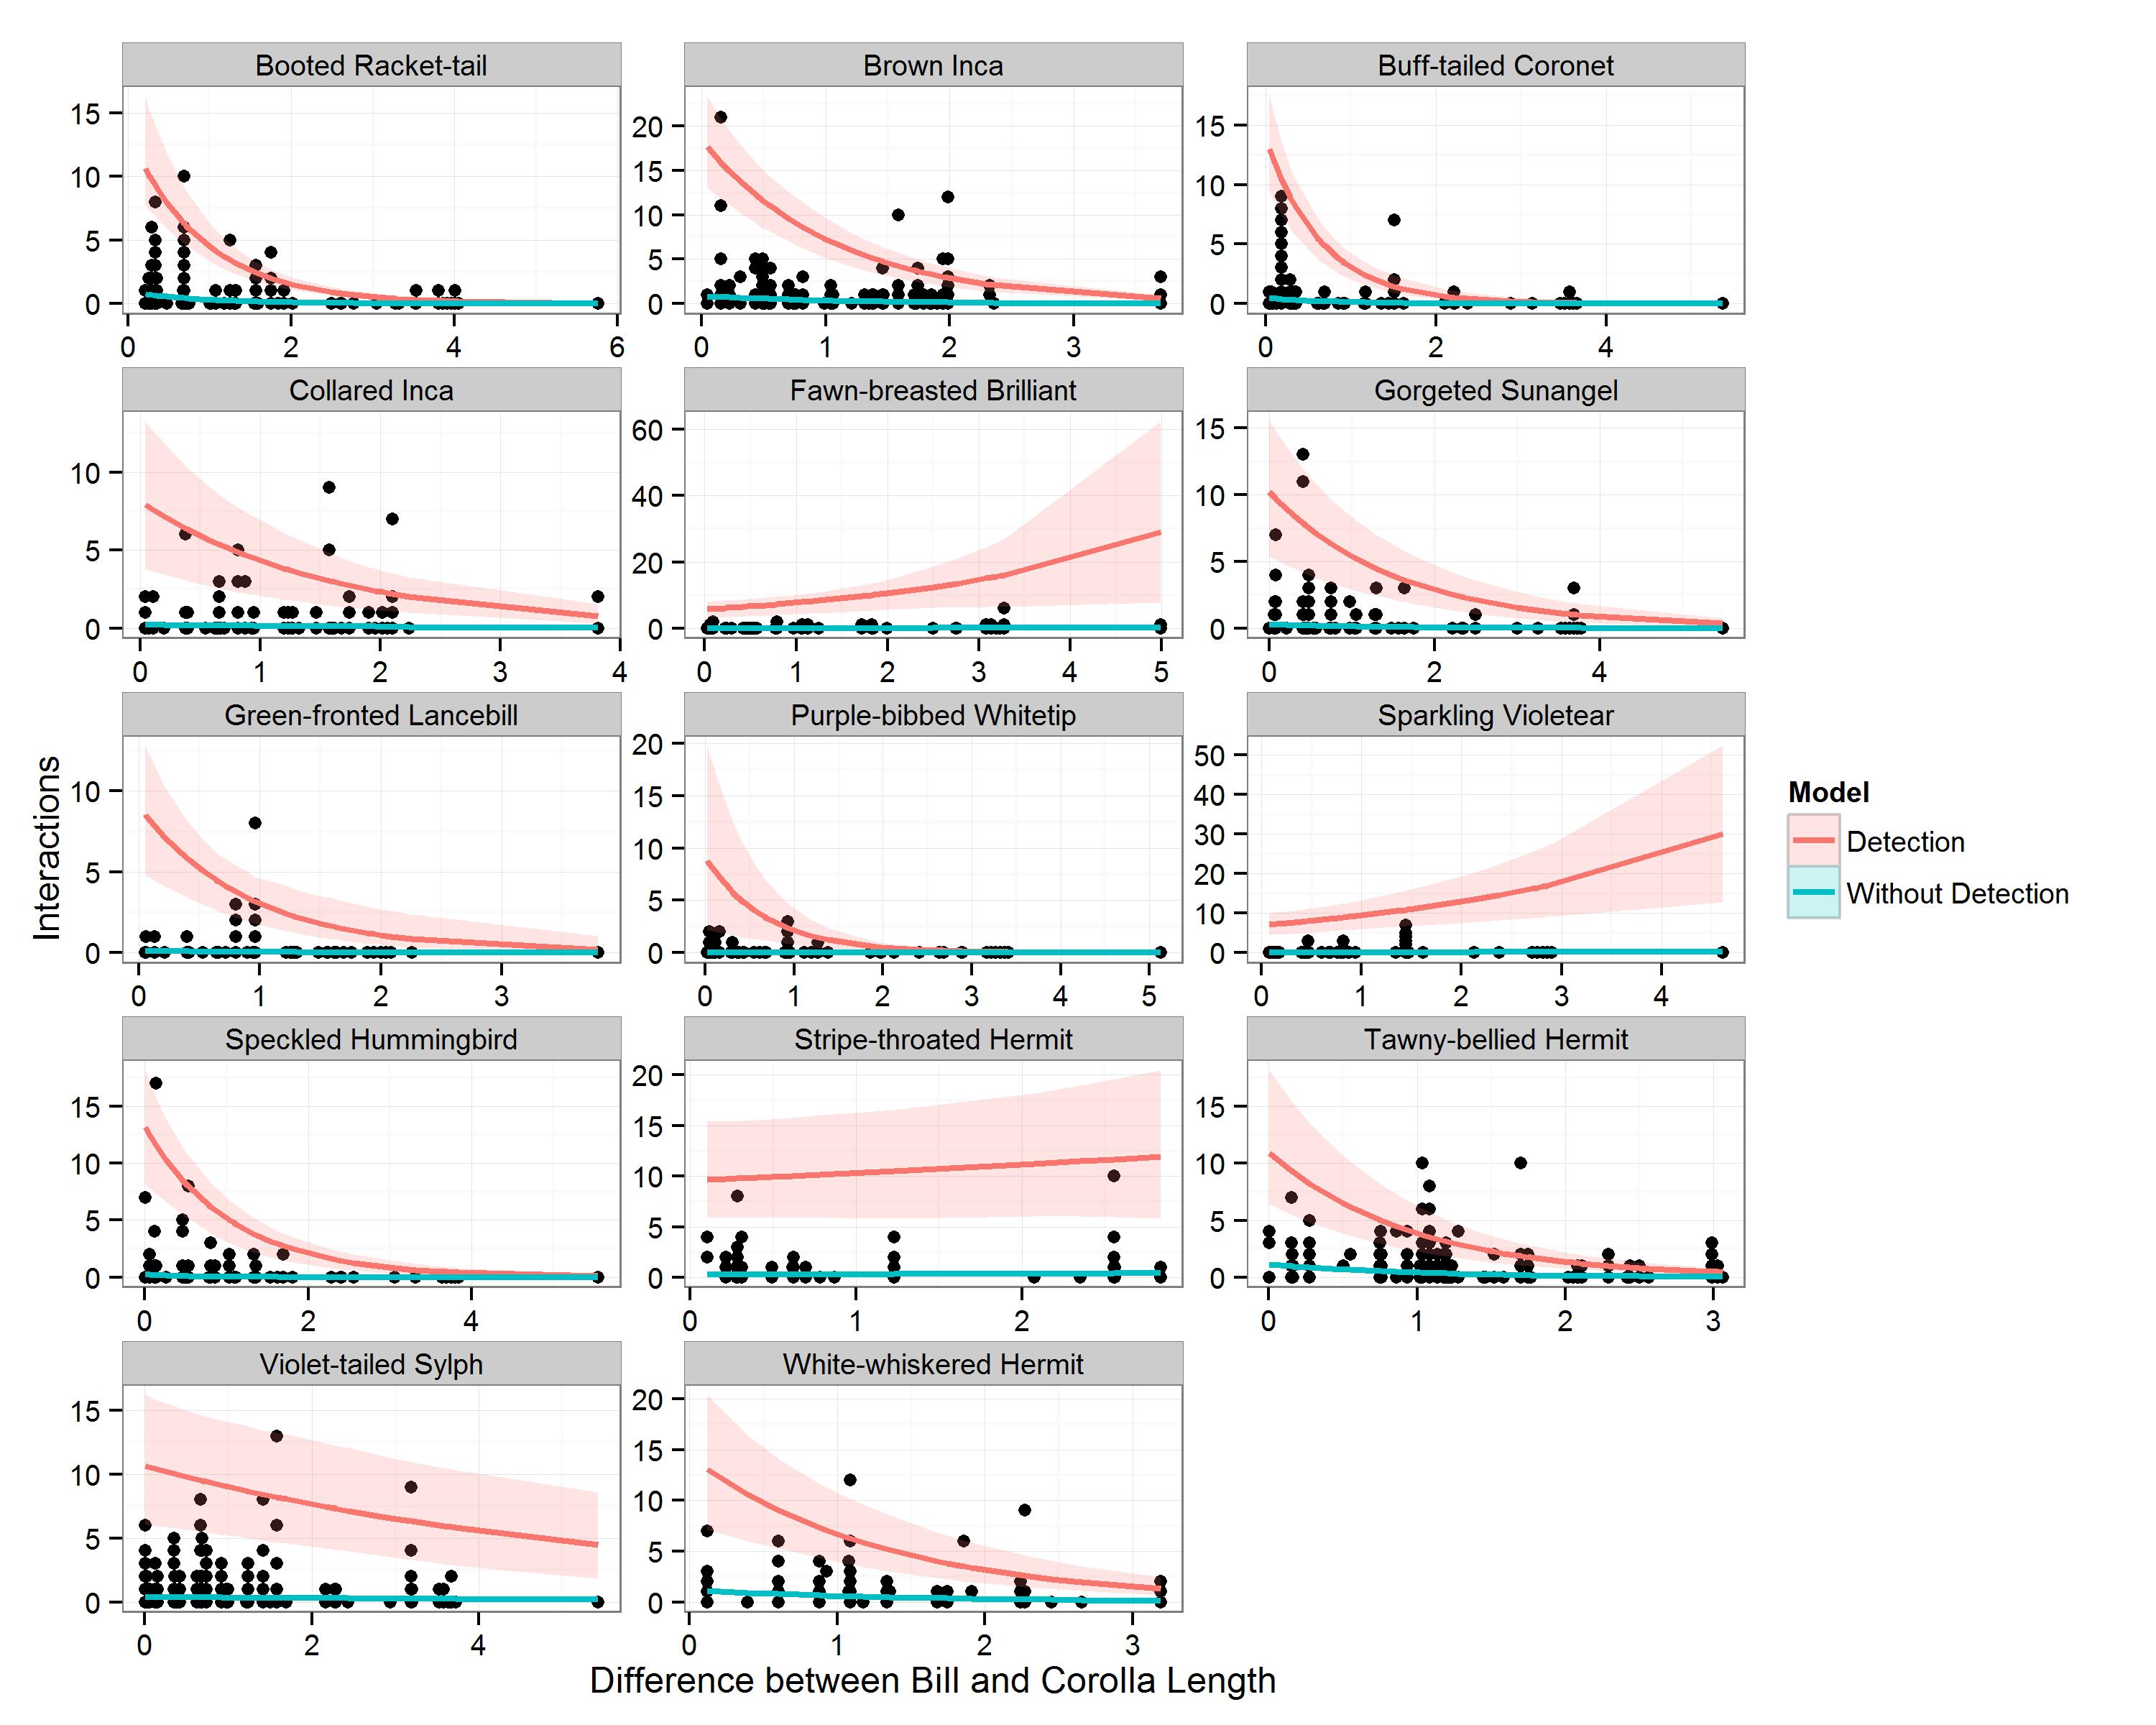 Booted Racket-tail Brown Inca Buff-tailed Coronet
15 10 5 0
20 15 10 5 0
15 10 5 0
0 2 4 6
0 1 2 3
0 2 4
Collared Inca Fawn-breasted Brilliant Gorgeted Sunangel
10 5 0
60 40 20 0
15 10 5 0
0 1 2 3 4
0 1 2 3 4 5
0 2 4
Green-fronted Lancebill Purple-bibbed Whitetip Sparkling Violetear
10 5 0
20 15 10 5 0
50 40 30 20 10 0
0 1 2 3
0 1 2 3 4 5
0 1 2 3 4
Speckled Hummingbird Stripe-throated Hermit Tawny-bellied Hermit
15 10 5 0
20 15 10 5 0
15 10 5 0
0 2 4
0 1 2
0 1 2 3
Violet-tailed Sylph White-whiskered Hermit
15 10 5 0
20 15 10 5 0
0 2 4
0 1 2 3
Interactions
Difference between Bill and Corolla Length
Model
Detection
Without Detection